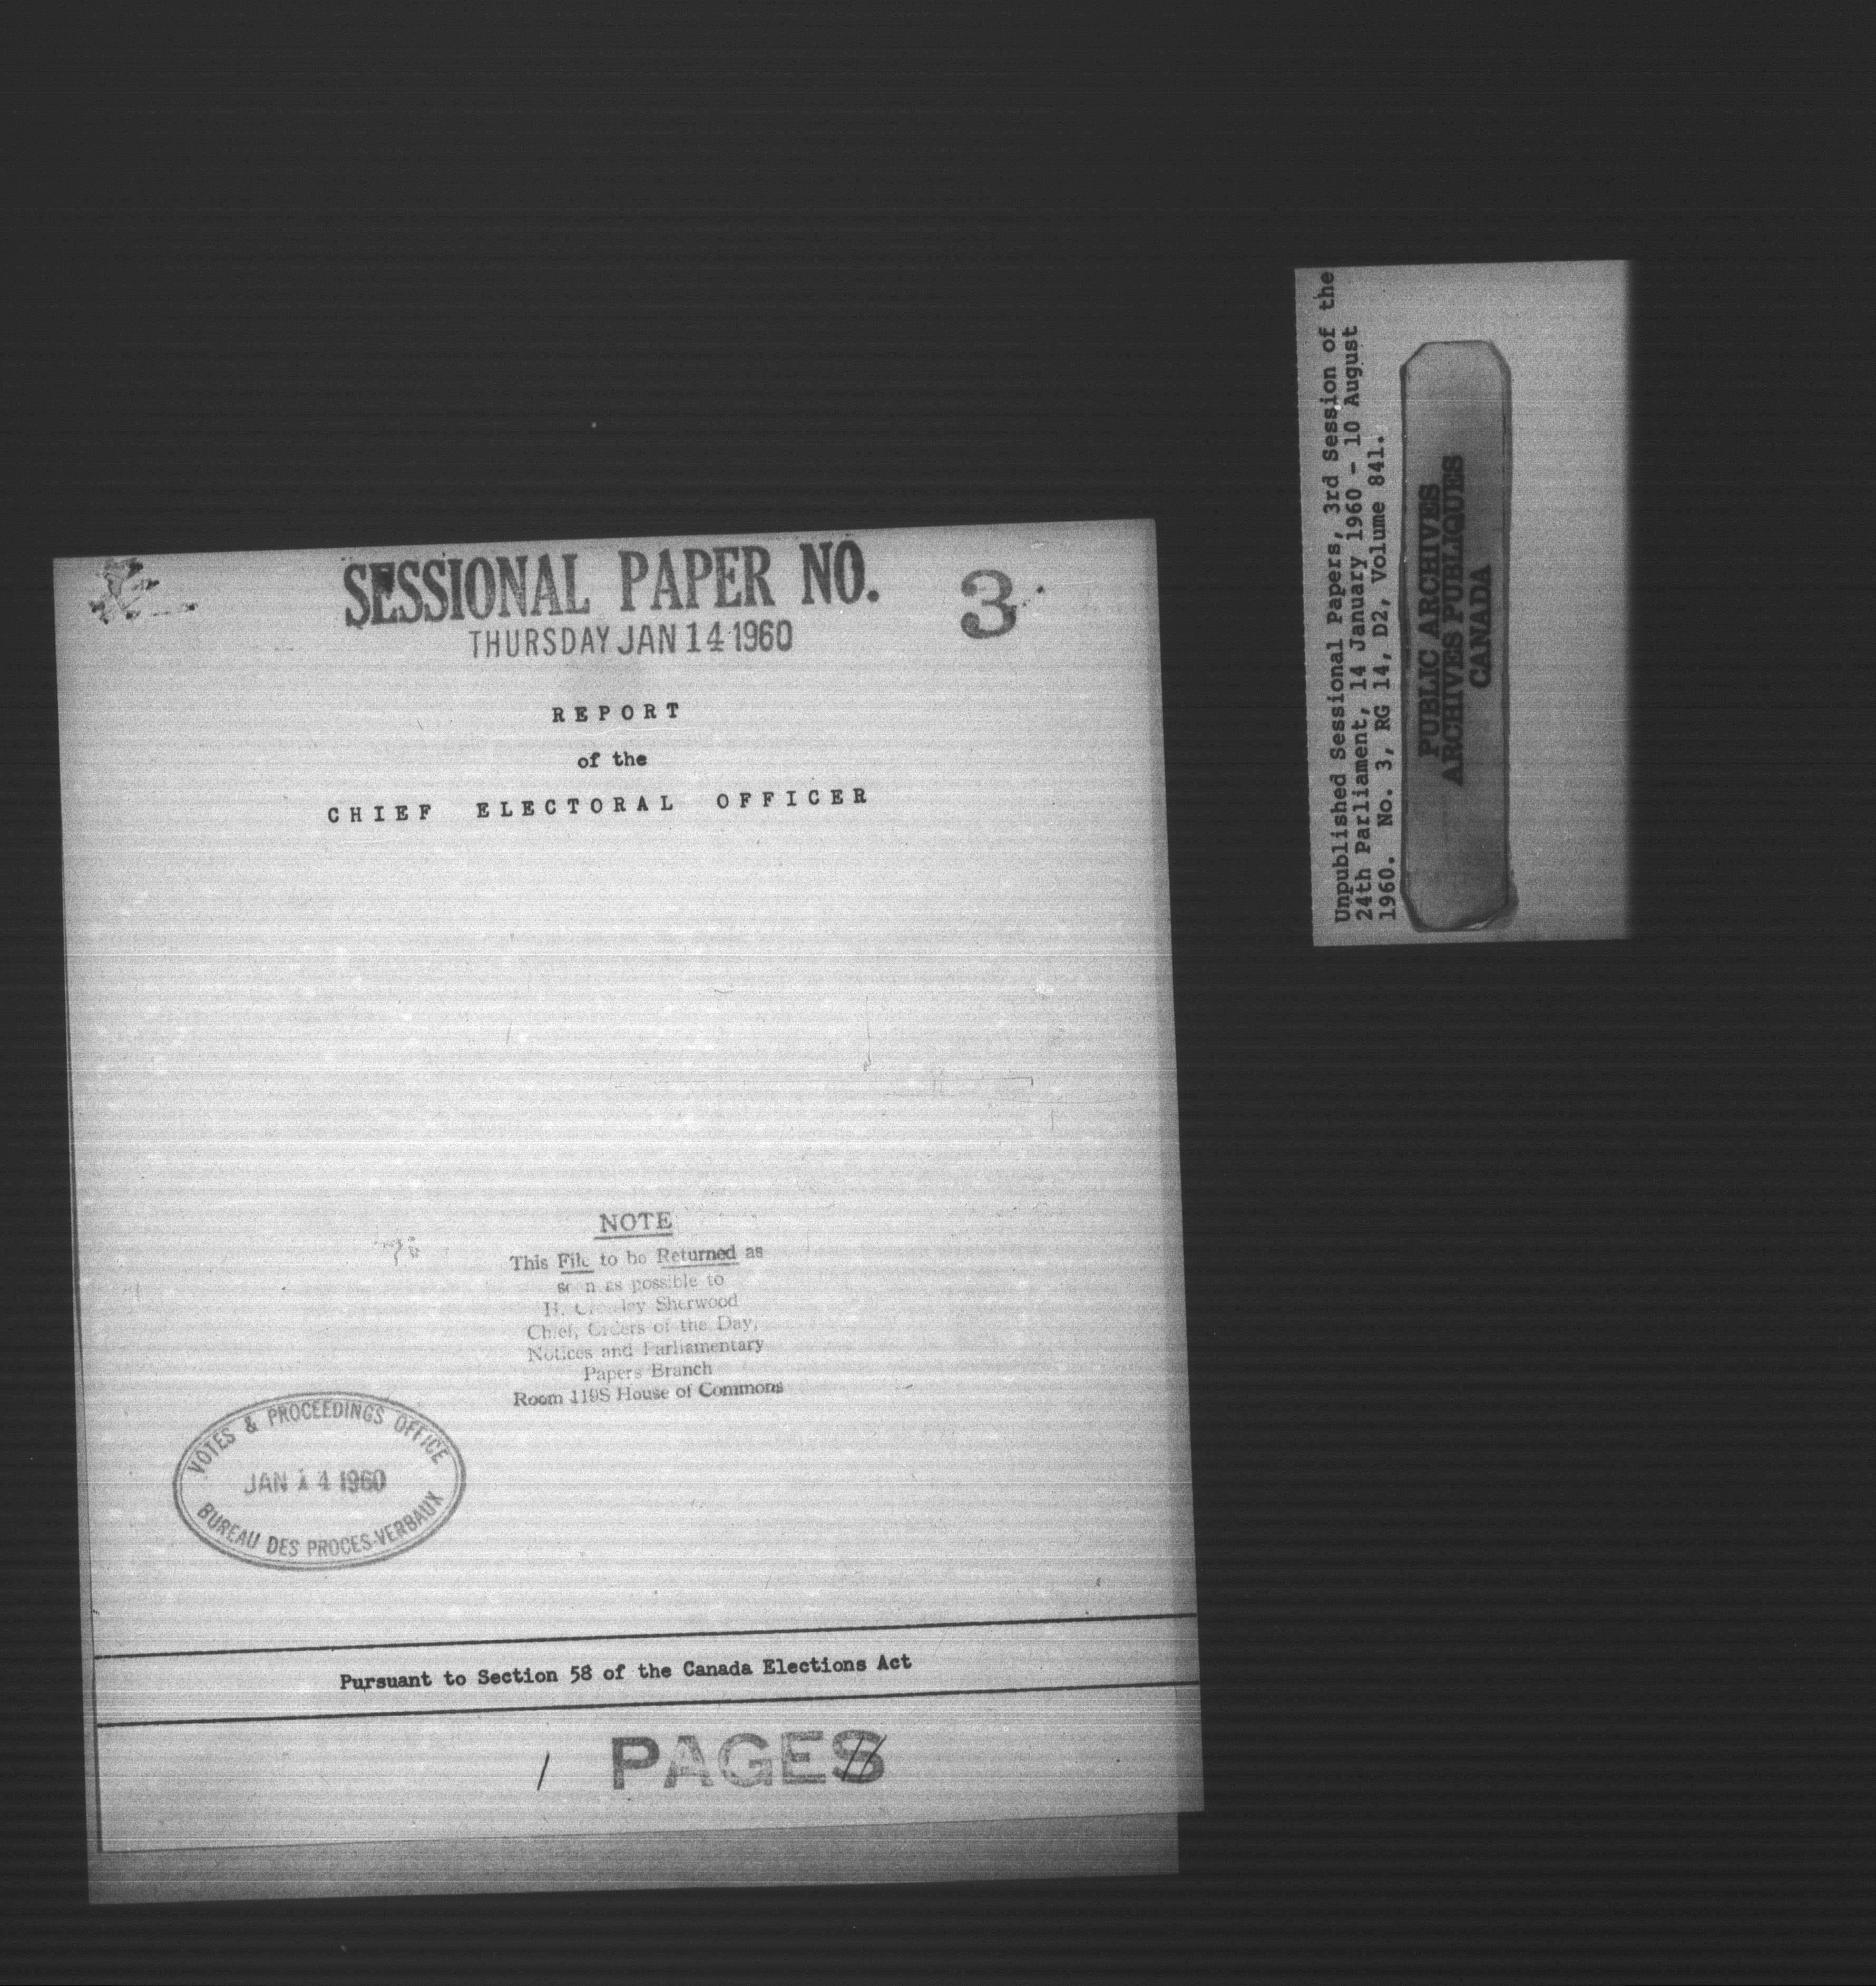 SESSIONAL PAPER NO. 3
THURSDAY JAN 14 1960
REPORT
of the
CHIEF ELECTORAL OFFICER
NOTE
This File to be Returned as
soon as possible to
H. Sherwood
Chief, Orders of the Day,
Notices and Parliamentary
Papers Branch
Room 119S House of Commons
VOTES & PROCEEDINGS OFFICE
JAN 14 1960
BUREAU DES PROCES-VERBAUX
Pursuant to Section 58 of the Canada Elections Act
1 PAGES
Unpublished Sessional Papers, 3rd Session of the
24th Parliament, 14 January 1960 - 10 August
1960. No. 3, RG 14, D2, Volume 841.
PUBLIC ARCHIVES
ARCHIVES PUBLIQUES
CANADA